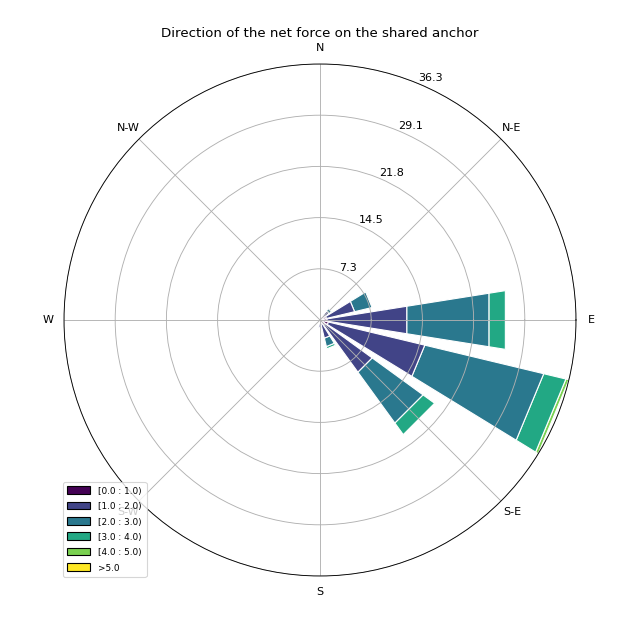 Direction of the net force on the shared anchor
N
36.3
N-W
29.1
N-E
21.8
14.5
7.3
W
E
[0.0 : 1.0)
[1.0 : 2.0)
S-W
S-E
[2.0 : 3.0)
[3.0 : 4.0)
[4.0 : 5.0)
>5.0
S